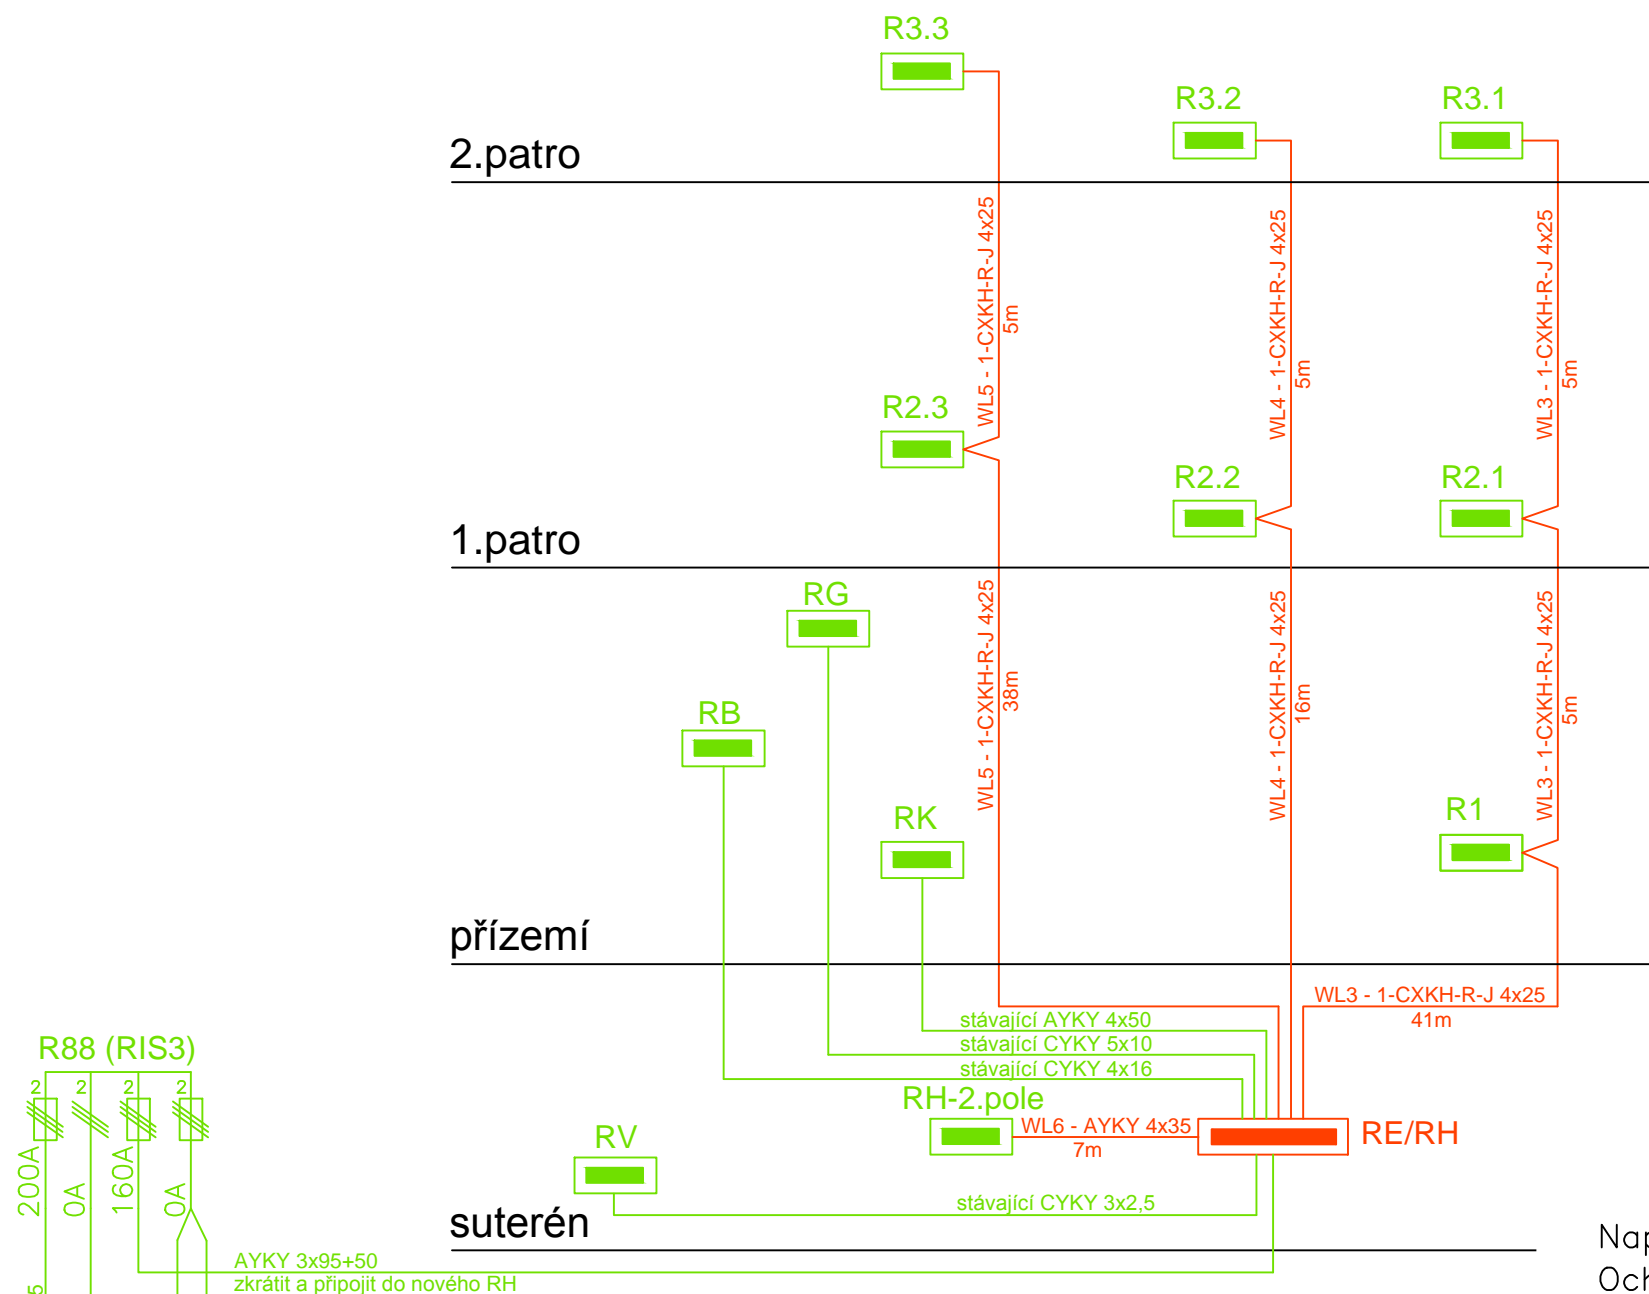 R3.3
R3.2
R3.1
2.patro
WL5 - 1-CXKH-R-J 4x25
5m
WL4 - 1-CXKH-R-J 4x25
5m
WL3 - 1-CXKH-R-J 4x25
5m
R2.3
R2.2
R2.1
1.patro
RG
WL5 - 1-CXKH-R-J 4x25
38m
WL4 - 1-CXKH-R-J 4x25
16m
WL3 - 1-CXKH-R-J 4x25
5m
RB
RK
R1
přízemí
WL3 - 1-CXKH-R-J 4x25
41m
stávající AYKY 4x50
stávající CYKY 5x10
stávající CYKY 4x16
R88 (RIS3)
2 2 2 2
RH-2.pole
WL6 - AYKY 4x35
7m
RE/RH
RV
200A
0A
160A
0A
stávající CYKY 3x2,5
suterén
AYKY 3x95+50
zkrátit a připojit do nového RH